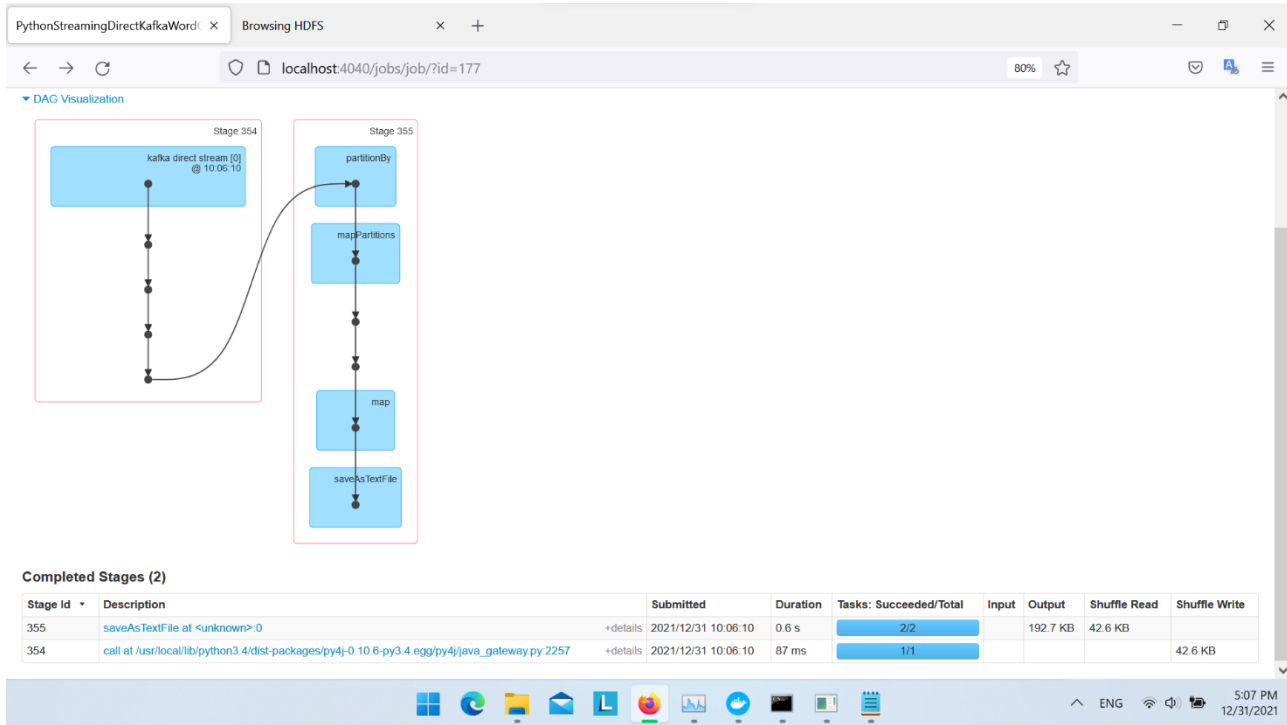 PythonStreamingDirectKafkaWord
Browsing HDFS
localhost:4040/jobs/job/?id=177
80%
DAG Visualization
Stage 354
kafka direct stream [0]
@ 10:06:10
Stage 355
partitionBy
mapPartitions
map
saveAsTextFile
Completed Stages (2)
Stage Id Description Submitted Duration Tasks: Succeeded/Total Input Output Shuffle Read Shuffle Write
355 saveAsTextFile at <unknown>:0 +details 2021/12/31 10:06:10 0.6 s 2/2 192.7 KB 42.6 KB
354 call at /usr/local/lib/python3.4/dist-packages/py4j-0.10.6-py3.4.egg/py4j/java_gateway.py:2257 +details 2021/12/31 10:06:10 87 ms 1/1 42.6 KB
ENG
5:07 PM
12/31/2021